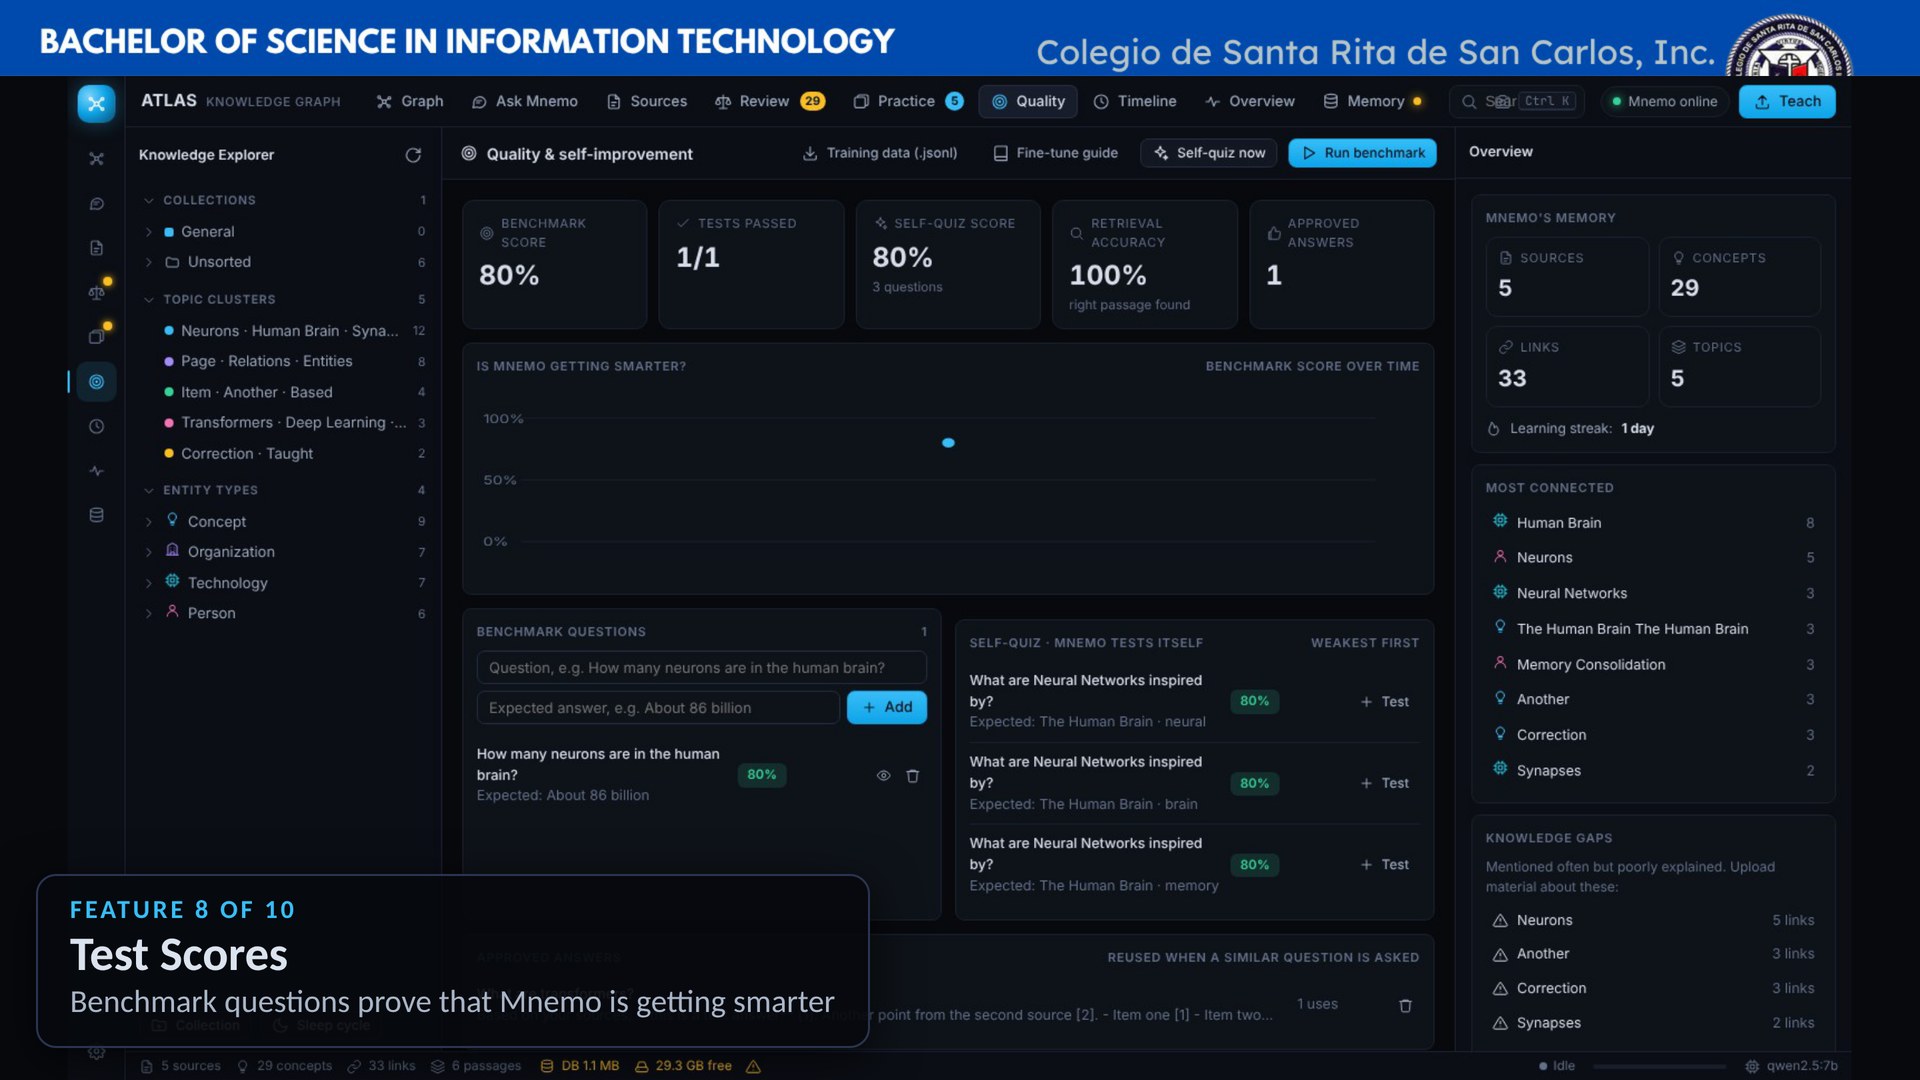 BACHELOR OF SCIENCE IN INFORMATION TECHNOLOGY
Colegio de Santa Rita de San Carlos, Inc.
ATLAS KNOWLEDGE GRAPH
Graph
Ask Mnemo
Sources
Review 29
Practice 5
Quality
Timeline
Overview
Memory
Ctrl K
Mnemo online
Teach
Knowledge Explorer
COLLECTIONS 1
General 0
Unsorted 6
TOPIC CLUSTERS 5
Neurons · Human Brain · Syna... 12
Page · Relations · Entities 8
Item · Another · Based 4
Transformers · Deep Learning ·... 3
Correction · Taught 2
ENTITY TYPES 4
Concept 9
Organization 7
Technology 7
Person 6
Quality & self-improvement
Training data (.jsonl)
Fine-tune guide
Self-quiz now
Run benchmark
BENCHMARK SCORE
80%
TESTS PASSED
1/1
SELF-QUIZ SCORE
80%
3 questions
RETRIEVAL ACCURACY
100%
right passage found
APPROVED ANSWERS
1
IS MNEMO GETTING SMARTER?
BENCHMARK SCORE OVER TIME
100%
50%
0%
BENCHMARK QUESTIONS 1
Question, e.g. How many neurons are in the human brain?
Expected answer, e.g. About 86 billion
+ Add
How many neurons are in the human brain?
80%
Expected: About 86 billion
SELF-QUIZ · MNEMO TESTS ITSELF
WEAKEST FIRST
What are Neural Networks inspired by?
80%
+ Test
Expected: The Human Brain · neural
What are Neural Networks inspired by?
80%
+ Test
Expected: The Human Brain · brain
What are Neural Networks inspired by?
80%
+ Test
Expected: The Human Brain · memory
APPROVED ANSWERS
REUSED WHEN A SIMILAR QUESTION IS ASKED
point from the second source [2]. - Item one [1] - Item two...
1 uses
Overview
MNEMO'S MEMORY
SOURCES
5
CONCEPTS
29
LINKS
33
TOPICS
5
Learning streak: 1 day
MOST CONNECTED
Human Brain 8
Neurons 5
Neural Networks 3
The Human Brain The Human Brain 3
Memory Consolidation 3
Another 3
Correction 3
Synapses 2
KNOWLEDGE GAPS
Mentioned often but poorly explained. Upload
material about these:
Neurons 5 links
Another 3 links
Correction 3 links
Synapses 2 links
FEATURE 8 OF 10
Test Scores
Benchmark questions prove that Mnemo is getting smarter
Collection
Sleep cycle
5 sources
29 concepts
33 links
6 passages
DB 1.1 MB
29.3 GB free
Idle
qwen2.5:7b